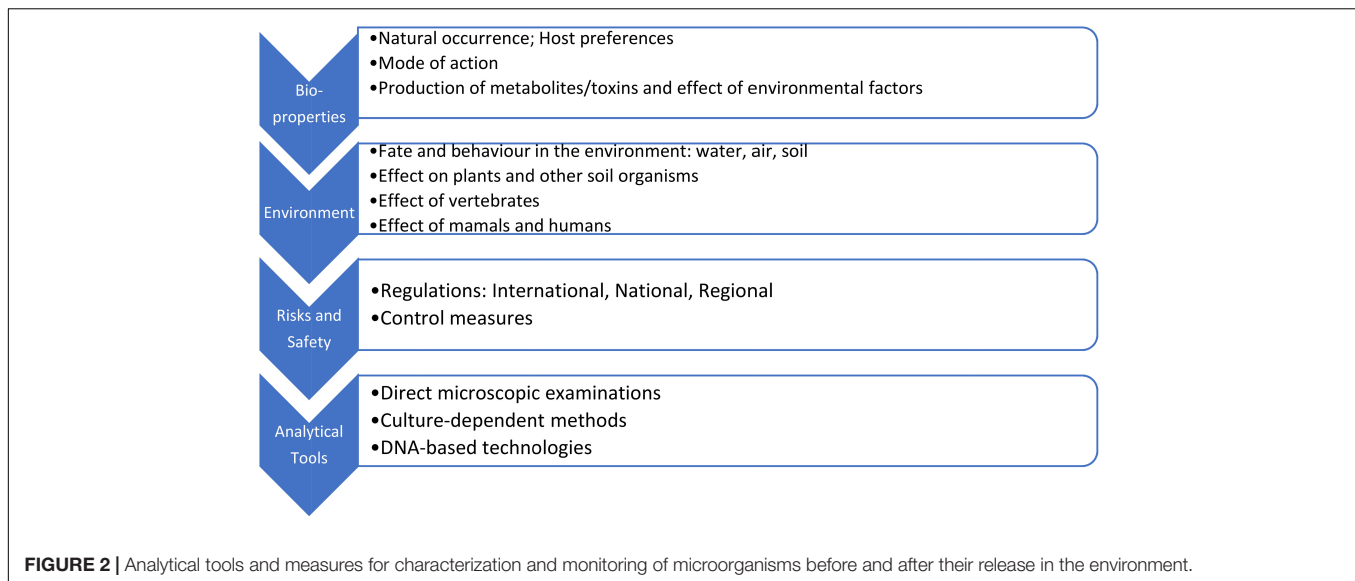 •Natural occurrence; Host preferences
•Mode of action
•Production of metabolites/toxins and effect of environmental factors
Bio-
properties
•Fate and behaviour in the environment: water, air, soil
•Effect on plants and other soil organisms
•Effect of vertebrates
•Effect of mamals and humans
Environment
•Regulations: International, National, Regional
•Control measures
Risks and
Safety
•Direct microscopic examinations
•Culture-dependent methods
•DNA-based technologies
Analytical
Tools
FIGURE 2 | Analytical tools and measures for characterization and monitoring of microorganisms before and after their release in the environment.